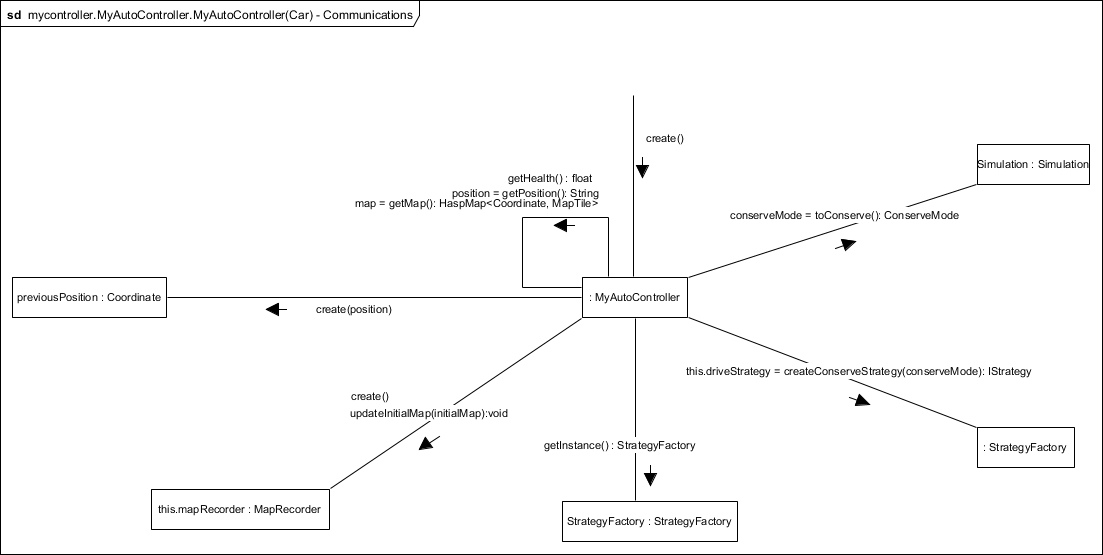 sd mycontroller.MyAutoController.MyAutoController(Car) - Communications
create()
Simulation : Simulation
getHealth() : float
position = getPosition(): String
map = getMap(): HaspMap<Coordinate, MapTile>
conserveMode = toConserve(): ConserveMode
previousPosition : Coordinate
: MyAutoController
create(position)
this.driveStrategy = createConserveStrategy(conserveMode): IStrategy
create()
updateInitialMap(initialMap):void
getInstance() : StrategyFactory
: StrategyFactory
this.mapRecorder : MapRecorder
StrategyFactory : StrategyFactory